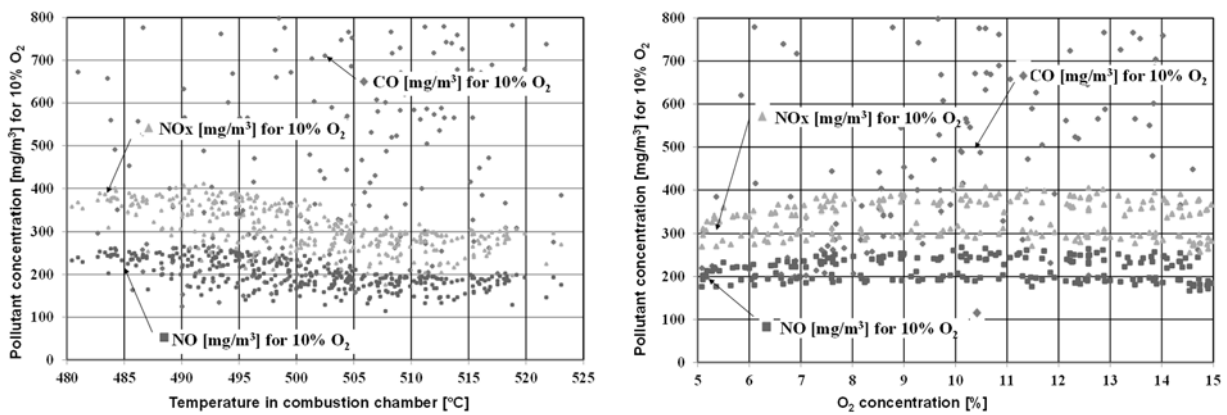 Pollutant concentration [mg/m³] for 10% O₂
800
700
600
500
400
300
200
100
0
CO [mg/m³] for 10% O₂
NOx [mg/m³] for 10% O₂
NO [mg/m³] for 10% O₂
480 485 490 495 500 505 510 515 520 525
Temperature in combustion chamber [°C]
Pollutant concentration [mg/m³] for 10% O₂
800
700
600
500
400
300
200
100
0
CO [mg/m³] for 10% O₂
NOx [mg/m³] for 10% O₂
NO [mg/m³] for 10% O₂
5 6 7 8 9 10 11 12 13 14 15
O₂ concentration [%]